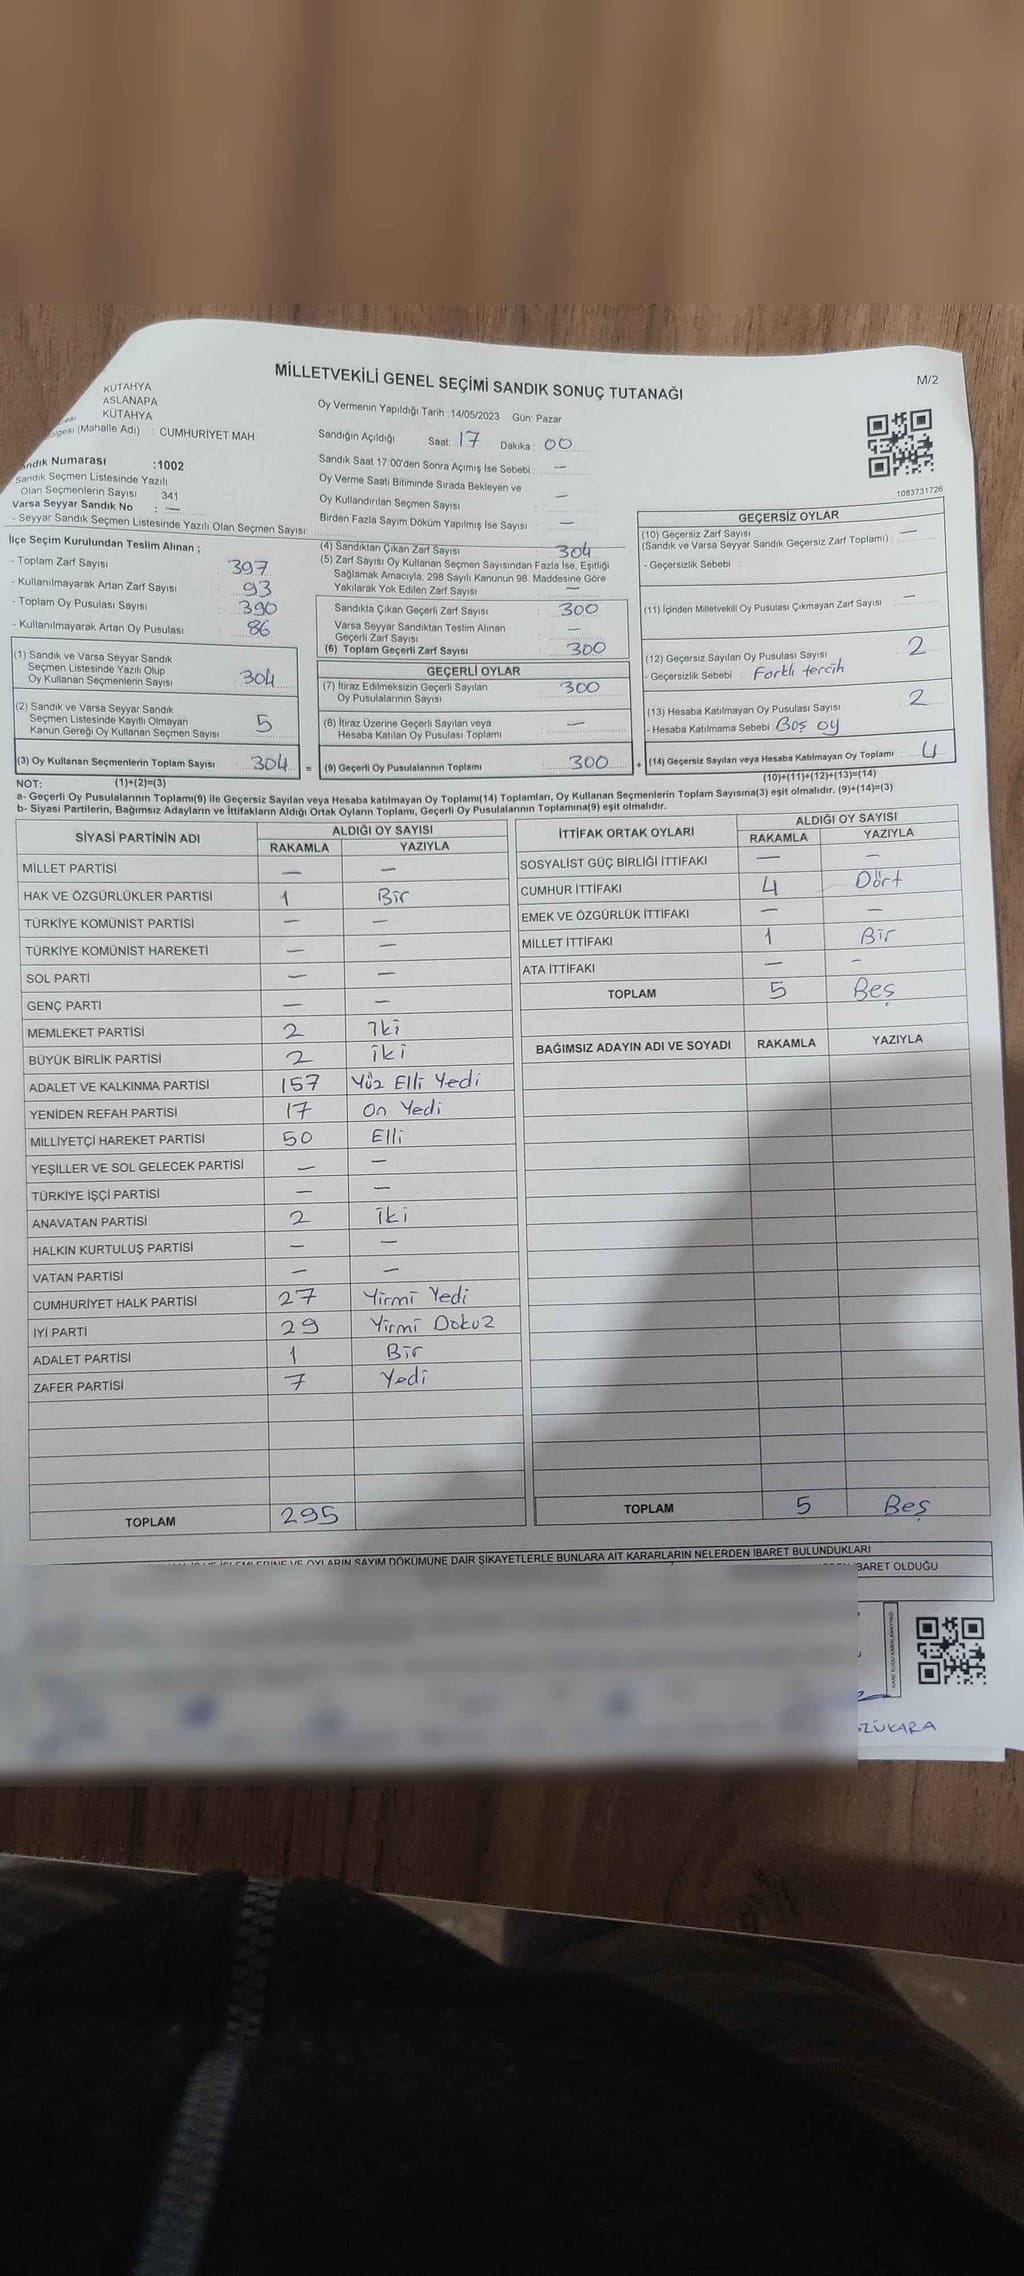 MİLLETVEKİLİ GENEL SEÇİMİ SANDIK SONUÇ TUTANAĞI
M/2
KÜTAHYA
ASLANAPA
KÜTAHYA
(Mahalle Adı) : CUMHURİYET MAH
Sandık Numarası :1002
Sandık Seçmen Listesinde Yazılı
Olan Seçmenlerin Sayısı : 341
Varsa Seyyar Sandık No : —
- Seyyar Sandık Seçmen Listesinde Yazılı Olan Seçmen Sayısı:
Oy Vermenin Yapıldığı Tarih :14/05/2023 Gün: Pazar
Sandığın Açıldığı Saat: 17 Dakika : 00
Sandık Saat 17:00'den Sonra Açımış İse Sebebi : —
Oy Verme Saati Bitiminde Sırada Bekleyen ve
Oy Kullandırılan Seçmen Sayısı : —
Birden Fazla Sayım Döküm Yapılmış İse Sayısı : —
1083731726
İlçe Seçim Kurulundan Teslim Alınan ;
- Toplam Zarf Sayısı : 397
- Kullanılmayarak Artan Zarf Sayısı : 93
- Toplam Oy Pusulası Sayısı : 390
- Kullanılmayarak Artan Oy Pusulası : 86
(1) Sandık ve Varsa Seyyar Sandık
Seçmen Listesinde Yazılı Olup
Oy Kullanan Seçmenlerin Sayısı : 304
(2) Sandık ve Varsa Seyyar Sandık
Seçmen Listesinde Kayıtlı Olmayan
Kanun Gereği Oy Kullanan Seçmen Sayısı : 5
(3) Oy Kullanan Seçmenlerin Toplam Sayısı : 304 =
(4) Sandıktan Çıkan Zarf Sayısı : 304
(5) Zarf Sayısı Oy Kullanan Seçmen Sayısından Fazla İse, Eşitliği
Sağlamak Amacıyla, 298 Sayılı Kanunun 98. Maddesine Göre
Yakılarak Yok Edilen Zarf Sayısı : —
Sandıkta Çıkan Geçerli Zarf Sayısı : 300
Varsa Seyyar Sandıktan Teslim Alınan
Geçerli Zarf Sayısı : —
(6) Toplam Geçerli Zarf Sayısı : 300
GEÇERLİ OYLAR
(7) İtiraz Edilmeksizin Geçerli Sayılan
Oy Pusulalarının Sayısı : 300
(8) İtiraz Üzerine Geçerli Sayılan veya
Hesaba Katılan Oy Pusulası Toplamı : —
(9) Geçerli Oy Pusulalarının Toplamı : 300 +
GEÇERSİZ OYLAR
(10) Geçersiz Zarf Sayısı
(Sandık ve Varsa Seyyar Sandık Geçersiz Zarf Toplamı) : —
- Geçersizlik Sebebi :
(11) İçinden Milletvekili Oy Pusulası Çıkmayan Zarf Sayısı : —
(12) Geçersiz Sayılan Oy Pusulası Sayısı : 2
- Geçersizlik Sebebi : Farklı tercih
(13) Hesaba Katılmayan Oy Pusulası Sayısı : 2
- Hesaba Katılmama Sebebi : Boş oy
(14) Geçersiz Sayılan veya Hesaba Katılmayan Oy Toplamı : 4
NOT: (1)+(2)=(3)
(10)+(11)+(12)+(13)=(14)
a- Geçerli Oy Pusulalarının Toplamı(9) ile Geçersiz Sayılan veya Hesaba katılmayan Oy Toplamı(14) Toplamları, Oy Kullanan Seçmenlerin Toplam Sayısına(3) eşit olmalıdır. (9)+(14)=(3)
b- Siyasi Partilerin, Bağımsız Adayların ve İttifakların Aldığı Ortak Oyların Toplamı, Geçerli Oy Pusulalarının Toplamına(9) eşit olmalıdır.
SİYASİ PARTİNİN ADI ALDIĞI OY SAYISI
RAKAMLA YAZIYLA
MİLLET PARTİSİ — —
HAK VE ÖZGÜRLÜKLER PARTİSİ 1 Bir
TÜRKİYE KOMÜNİST PARTİSİ — —
TÜRKİYE KOMÜNİST HAREKETİ — —
SOL PARTİ — —
GENÇ PARTİ — —
MEMLEKET PARTİSİ 2 İki
BÜYÜK BİRLİK PARTİSİ 2 iki
ADALET VE KALKINMA PARTİSİ 157 Yüz Elli Yedi
YENİDEN REFAH PARTİSİ 17 On Yedi
MİLLİYETÇİ HAREKET PARTİSİ 50 Elli
YEŞİLLER VE SOL GELECEK PARTİSİ — —
TÜRKİYE İŞÇİ PARTİSİ — —
ANAVATAN PARTİSİ 2 iki
HALKIN KURTULUŞ PARTİSİ — —
VATAN PARTİSİ — —
CUMHURİYET HALK PARTİSİ 27 Yirmi Yedi
İYİ PARTİ 29 Yirmi Dokuz
ADALET PARTİSİ 1 Bir
ZAFER PARTİSİ 7 Yedi
TOPLAM 295
İTTİFAK ORTAK OYLARI ALDIĞI OY SAYISI
RAKAMLA YAZIYLA
SOSYALİST GÜÇ BİRLİĞİ İTTİFAKI — —
CUMHUR İTTİFAKI 4 Dört
EMEK VE ÖZGÜRLÜK İTTİFAKI — —
MİLLET İTTİFAKI 1 Bir
ATA İTTİFAKI — —
TOPLAM 5 Beş
BAĞIMSIZ ADAYIN ADI VE SOYADI RAKAMLA YAZIYLA
TOPLAM 5 Beş
VE OYLARIN SAYIM DÖKÜMÜNE DAİR ŞİKAYETLERLE BUNLARA AİT KARARLARIN NELERDEN İBARET BULUNDUKLARI
İBARET OLDUĞU